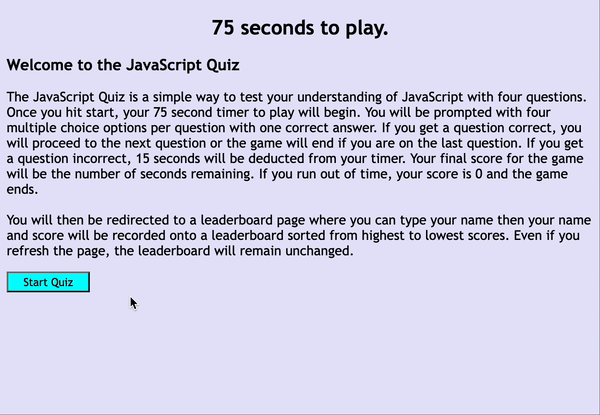 75 seconds to play.
Welcome to the JavaScript Quiz
The JavaScript Quiz is a simple way to test your understanding of JavaScript with four questions.
Once you hit start, your 75 second timer to play will begin. You will be prompted with four
multiple choice options per question with one correct answer. If you get a question correct, you
will proceed to the next question or the game will end if you are on the last question. If you get
a question incorrect, 15 seconds will be deducted from your timer. Your final score for the game
will be the number of seconds remaining. If you run out of time, your score is 0 and the game
ends.
You will then be redirected to a leaderboard page where you can type your name then your name
and score will be recorded onto a leaderboard sorted from highest to lowest scores. Even if you
refresh the page, the leaderboard will remain unchanged.
Start Quiz